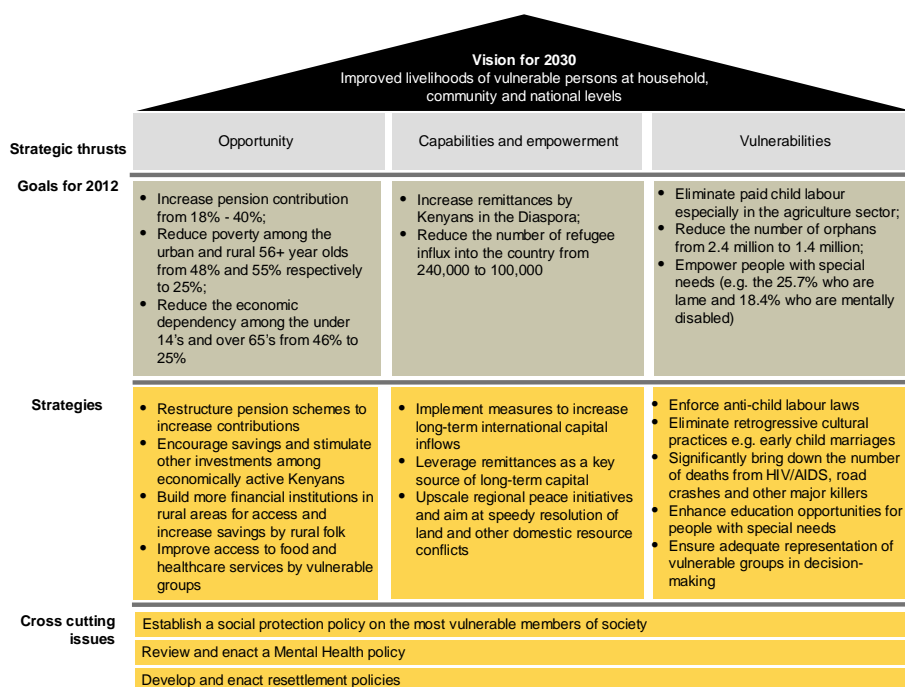 Vision for 2030
Improved livelihoods of vulnerable persons at household,
community and national levels
Strategic thrusts
Opportunity
Capabilities and empowerment
Vulnerabilities
Goals for 2012
• Increase pension contribution
from 18% - 40%;
• Reduce poverty among the
urban and rural 56+ year olds
from 48% and 55% respectively
to 25%;
• Reduce the economic
dependency among the under
14's and over 65's from 46% to
25%
• Increase remittances by
Kenyans in the Diaspora;
• Reduce the number of refugee
influx into the country from
240,000 to 100,000
• Eliminate paid child labour
especially in the agriculture sector;
• Reduce the number of orphans
from 2.4 million to 1.4 million;
• Empower people with special
needs (e.g. the 25.7% who are
lame and 18.4% who are mentally
disabled)
Strategies
• Restructure pension schemes to
increase contributions
• Encourage savings and stimulate
other investments among
economically active Kenyans
• Build more financial institutions in
rural areas for access and
increase savings by rural folk
• Improve access to food and
healthcare services by vulnerable
groups
• Implement measures to increase
long-term international capital
inflows
• Leverage remittances as a key
source of long-term capital
• Upscale regional peace initiatives
and aim at speedy resolution of
land and other domestic resource
conflicts
• Enforce anti-child labour laws
• Eliminate retrogressive cultural
practices e.g. early child marriages
• Significantly bring down the number
of deaths from HIV/AIDS, road
crashes and other major killers
• Enhance education opportunities for
people with special needs
• Ensure adequate representation of
vulnerable groups in decision-
making
Cross cutting
issues
Establish a social protection policy on the most vulnerable members of society
Review and enact a Mental Health policy
Develop and enact resettlement policies